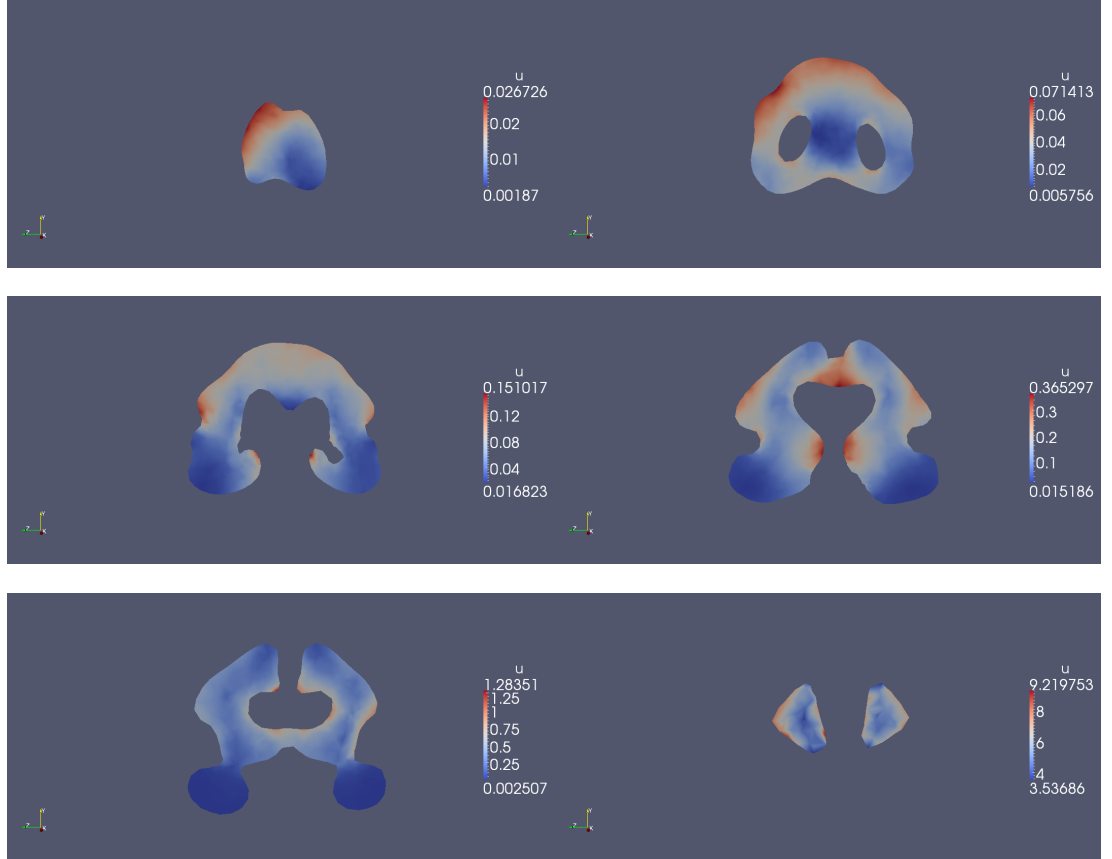 u
0.026726
0.02
0.01
0.00187
Y
Z
X
u
0.071413
0.06
0.04
0.02
0.005756
Y
Z
X
u
0.151017
0.12
0.08
0.04
0.016823
Y
Z
X
u
0.365297
0.3
0.2
0.1
0.015186
Y
Z
X
u
1.28351
1.25
1
0.75
0.5
0.25
0.002507
Y
Z
X
u
9.219753
8
6
4
3.53686
Y
Z
X